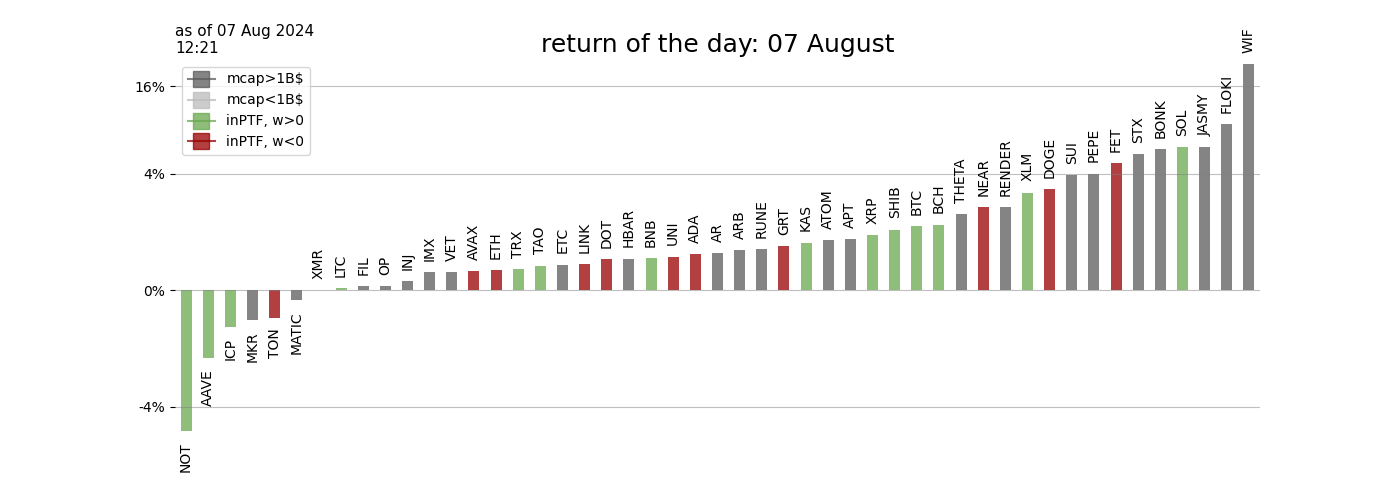 as of 07 Aug 2024
12:21
return of the day: 07 August
mcap>1B$
mcap<1B$
inPTF, w>0
inPTF, w<0
16%
4%
0%
-4%
NOT
AAVE
ICP
MKR
TON
MATIC
XMR
LTC
FIL
OP
INJ
IMX
VET
AVAX
ETH
TRX
TAO
ETC
LINK
DOT
HBAR
BNB
UNI
ADA
AR
ARB
RUNE
GRT
KAS
ATOM
APT
XRP
SHIB
BTC
BCH
THETA
NEAR
RENDER
XLM
DOGE
SUI
PEPE
FET
STX
BONK
SOL
JASMY
FLOKI
WIF